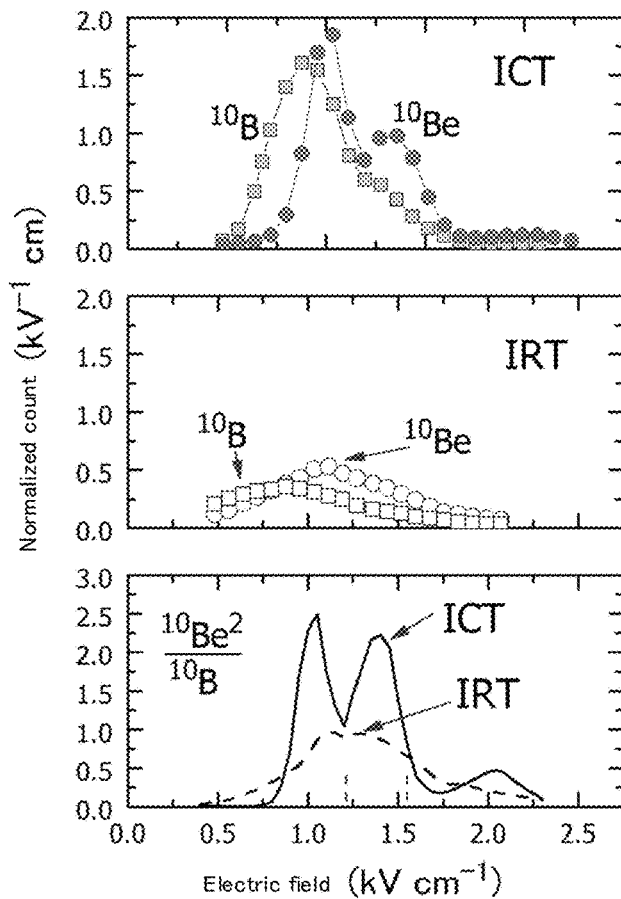 2.0
1.5
1.0
0.5
0.0
ICT
¹⁰B
¹⁰Be
Normalized count (kV⁻¹ cm)
2.0
1.5
1.0
0.5
0.0
IRT
¹⁰B
¹⁰Be
3.0
2.5
2.0
1.5
1.0
0.5
0.0
¹⁰Be²
¹⁰B
ICT
IRT
0.0 0.5 1.0 1.5 2.0 2.5
Electric field (kV cm⁻¹)